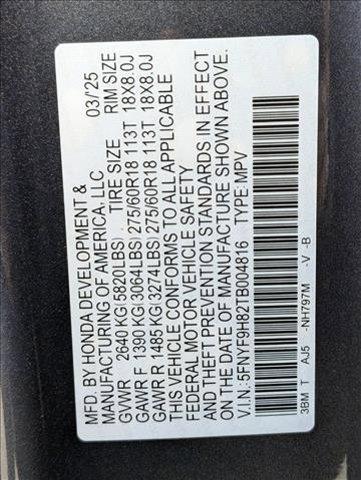 MFD. BY HONDA DEVELOPMENT & 03/'25
MANUFACTURING OF AMERICA, LLC
GVWR 2640 KG(5820LBS) TIRE SIZE RIM SIZE
GAWR F 1390 KG(3064LBS) 275/60R18 113T 18X8.0J
GAWR R 1485 KG(3274LBS) 275/60R18 113T 18X8.0J
THIS VEHICLE CONFORMS TO ALL APPLICABLE
FEDERAL MOTOR VEHICLE SAFETY
AND THEFT PREVENTION STANDARDS IN EFFECT
ON THE DATE OF MANUFACTURE SHOWN ABOVE.
V.I.N.: 5FNYF9H82TB004816 TYPE: MPV
3BM T AJ5 -NH797M -V -B